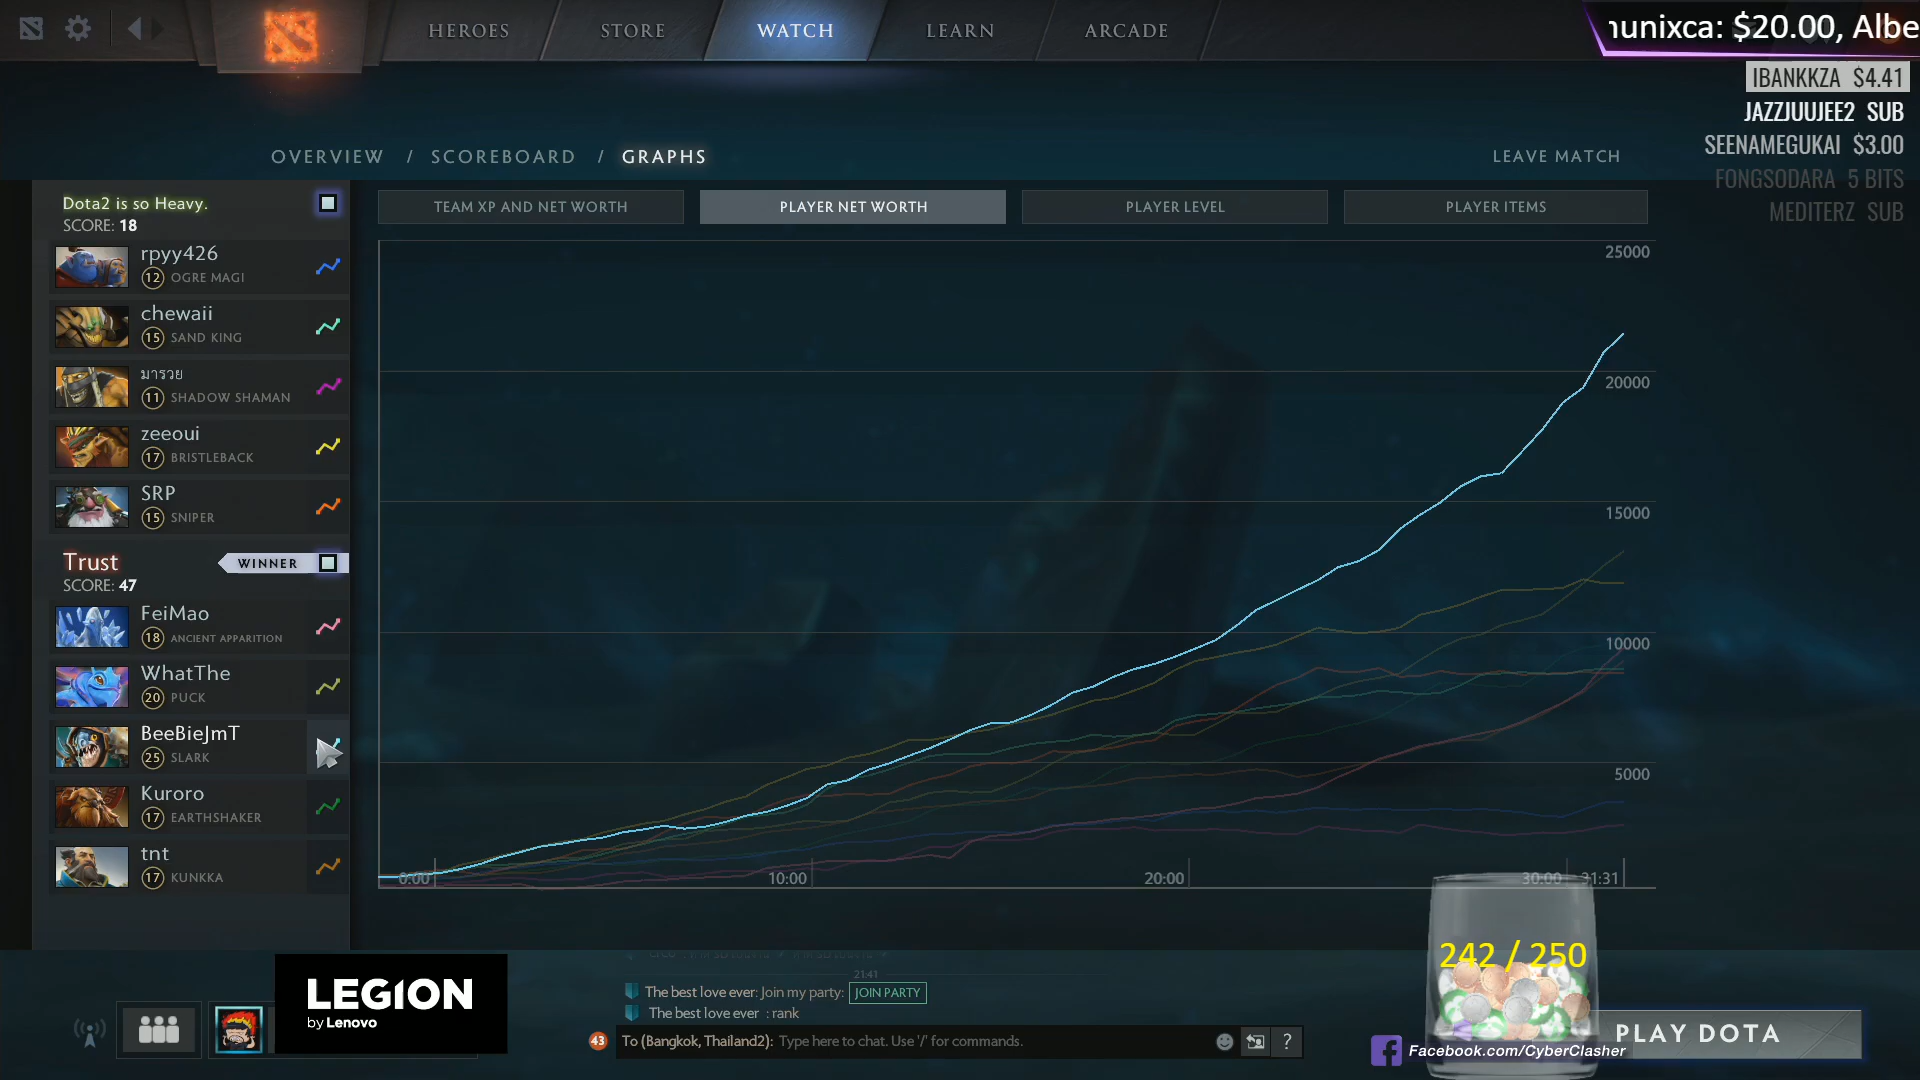 HEROES
STORE
WATCH
LEARN
ARCADE
nunixca: $20.00, Albe
IBANKKZA $4.41
JAZZJUUJEE2 SUB
SEENAMEGUKAI $3.00
FONGSODARA 5 BITS
MEDITERZ SUB
OVERVIEW / SCOREBOARD / GRAPHS
LEAVE MATCH
TEAM XP AND NET WORTH
PLAYER NET WORTH
PLAYER LEVEL
PLAYER ITEMS
Dota2 is so Heavy.
SCORE: 18
rpyy426
12 OGRE MAGI
chewaii
15 SAND KING
มารวย
11 SHADOW SHAMAN
zeeoui
17 BRISTLEBACK
SRP
15 SNIPER
Trust
WINNER
SCORE: 47
FeiMao
18 ANCIENT APPARITION
WhatThe
20 PUCK
BeeBieJmT
25 SLARK
Kuroro
17 EARTHSHAKER
tnt
17 KUNKKA
25000
20000
15000
10000
5000
0:00
10:00
20:00
30:00
31:31
242 / 250
LEGION
by Lenovo
21:41
The best love ever: Join my party: JOIN PARTY
The best love ever : rank
43
To (Bangkok, Thailand2): Type here to chat. Use '/' for commands.
?
Facebook.com/CyberClasher
PLAY DOTA